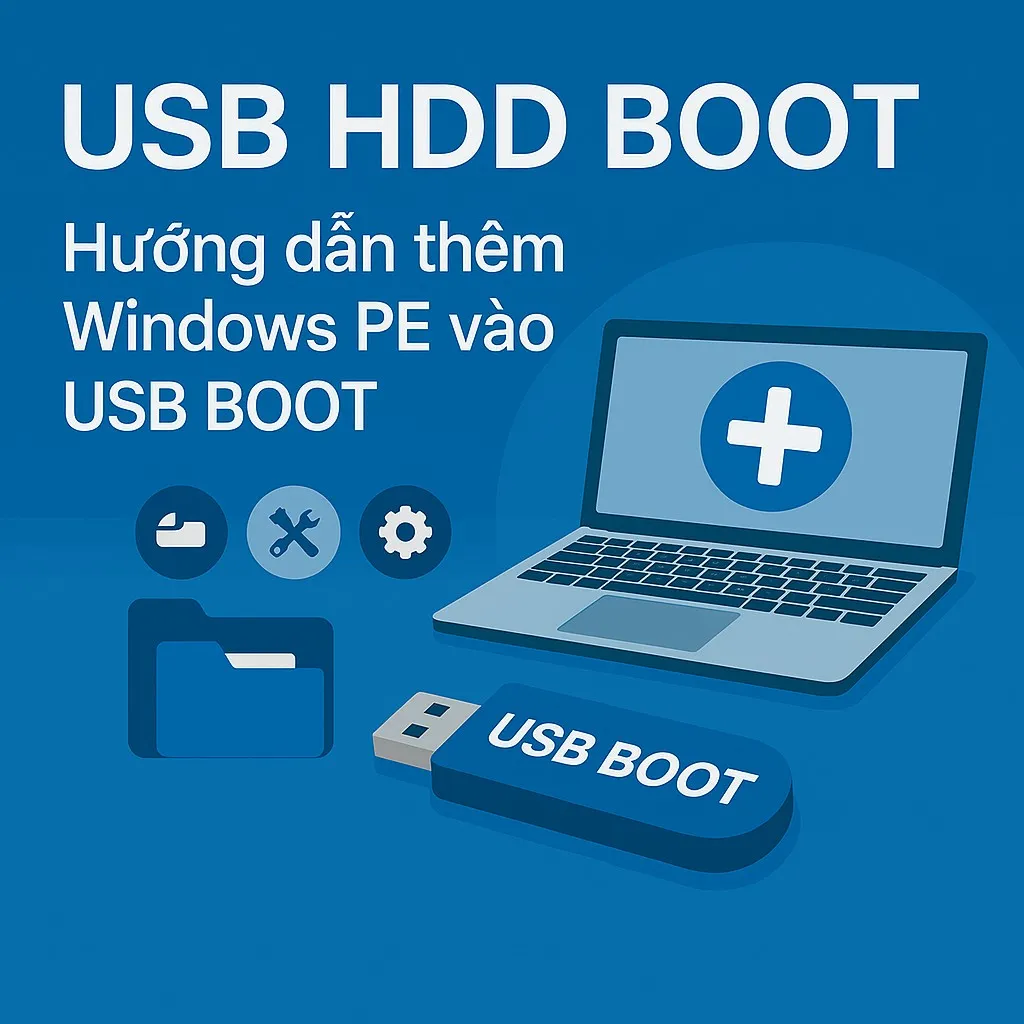 USB HDD BOOT
Hướng dẫn thêm
Windows PE vào
USB BOOT
USB BOOT